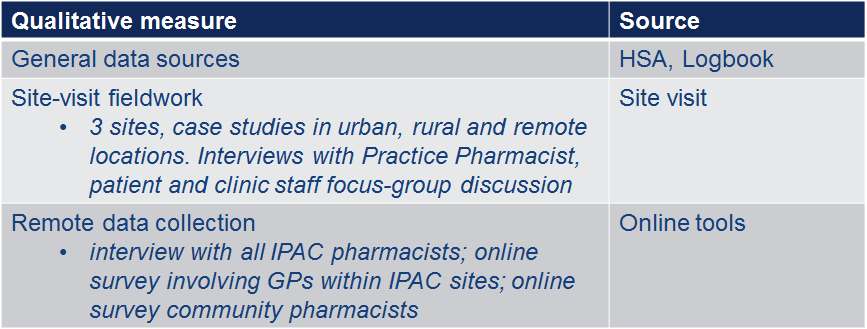 Qualitative measure Source
General data sources HSA, Logbook
Site-visit fieldwork Site visit
• 3 sites, case studies in urban, rural and remote
locations. Interviews with Practice Pharmacist,
patient and clinic staff focus-group discussion
Remote data collection Online tools
• interview with all IPAC pharmacists; online
survey involving GPs within IPAC sites; online
survey community pharmacists